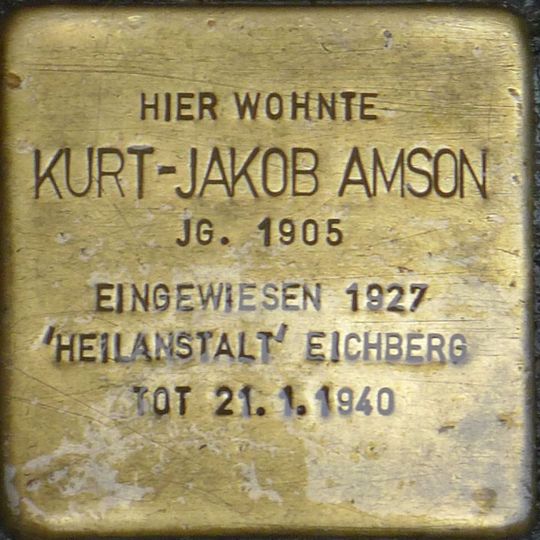 HIER WOHNTE
KURT-JAKOB AMSON
JG. 1905
EINGEWIESEN 1927
'HEILANSTALT' EICHBERG
TOT 21.1.1940